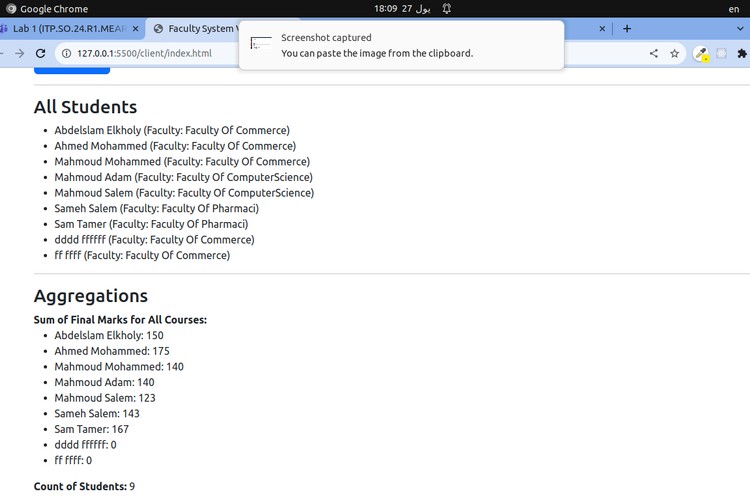 Google Chrome
18:09 27 يول
en
Lab 1 (ITP.SO.24.R1.MEAR
Faculty System
Screenshot captured
You can paste the image from the clipboard.
127.0.0.1:5500/client/index.html
All Students
• Abdelslam Elkholy (Faculty: Faculty Of Commerce)
• Ahmed Mohammed (Faculty: Faculty Of Commerce)
• Mahmoud Mohammed (Faculty: Faculty Of Commerce)
• Mahmoud Adam (Faculty: Faculty Of ComputerScience)
• Mahmoud Salem (Faculty: Faculty Of ComputerScience)
• Sameh Salem (Faculty: Faculty Of Pharmaci)
• Sam Tamer (Faculty: Faculty Of Pharmaci)
• dddd ffffff (Faculty: Faculty Of Commerce)
• ff ffff (Faculty: Faculty Of Commerce)
Aggregations
Sum of Final Marks for All Courses:
• Abdelslam Elkholy: 150
• Ahmed Mohammed: 175
• Mahmoud Mohammed: 140
• Mahmoud Adam: 140
• Mahmoud Salem: 123
• Sameh Salem: 143
• Sam Tamer: 167
• dddd ffffff: 0
• ff ffff: 0
Count of Students: 9